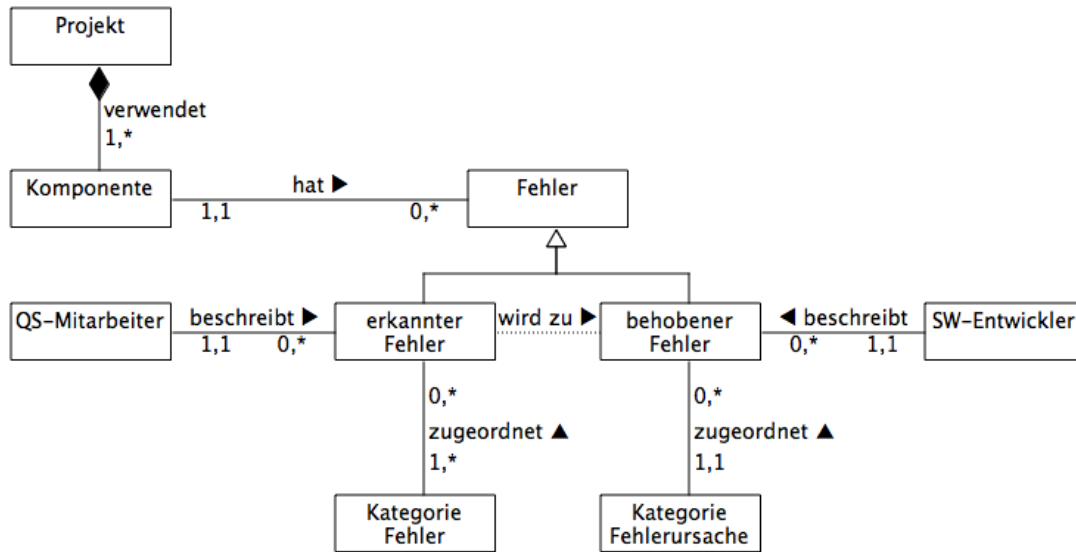 Projekt
verwendet
1,*
Komponente
hat ▶
Fehler
1,1
0,*
QS-Mitarbeiter
beschreibt ▶
erkannter
Fehler
wird zu ▶
behobener
Fehler
◀ beschreibt
SW-Entwickler
1,1
0,*
0,*
1,1
0,*
zugeordnet ▲
1,*
0,*
zugeordnet ▲
1,1
Kategorie
Fehler
Kategorie
Fehlerursache